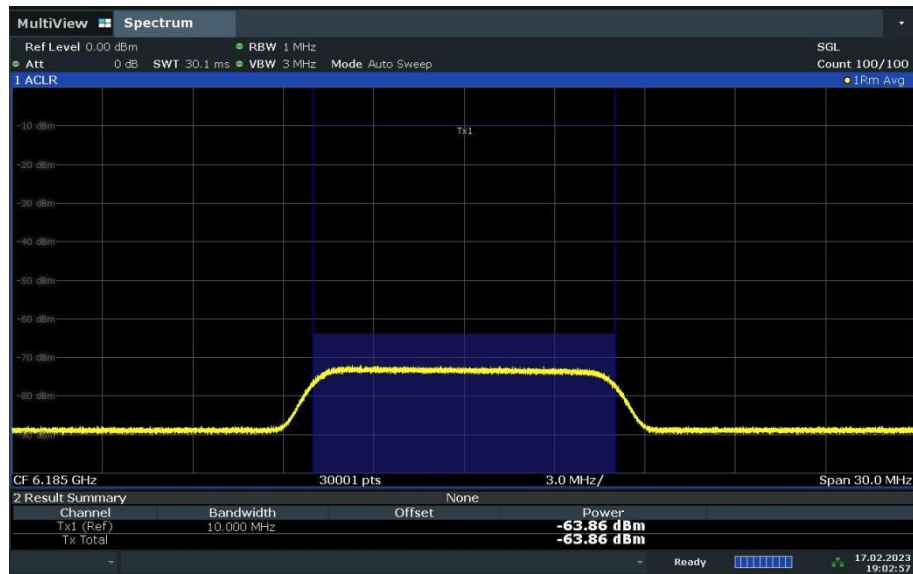 MultiView Spectrum
Ref Level 0.00 dBm RBW 1 MHz SGL
Att 0 dB SWT 30.1 ms VBW 3 MHz Mode Auto Sweep Count 100/100
1 ACLR 1Rm Avg
-10 dBm
Tx1
-20 dBm
-30 dBm
-40 dBm
-50 dBm
-60 dBm
-70 dBm
-80 dBm
CF 6.185 GHz 30001 pts 3.0 MHz/ Span 30.0 MHz
2 Result Summary None
Channel Bandwidth Offset Power
Tx1 (Ref) 10.000 MHz -63.86 dBm
Tx Total -63.86 dBm
Ready 17.02.2023
19:02:57